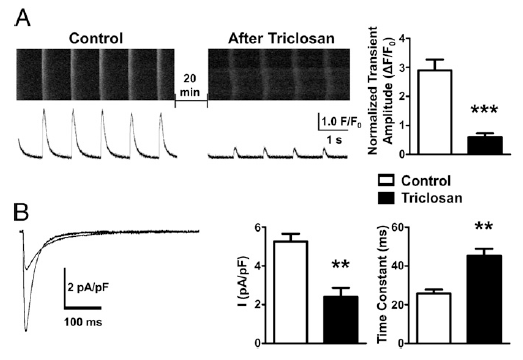 A
Control
After Triclosan
20
min
1.0 F/F0
1 s
Normalized Transient
Amplitude (ΔF/F0)
4
3
2
1
0
***
Control
Triclosan
B
2 pA/pF
100 ms
I (pA/pF)
6
4
2
0
**
Time Constant (ms)
60
40
20
0
**